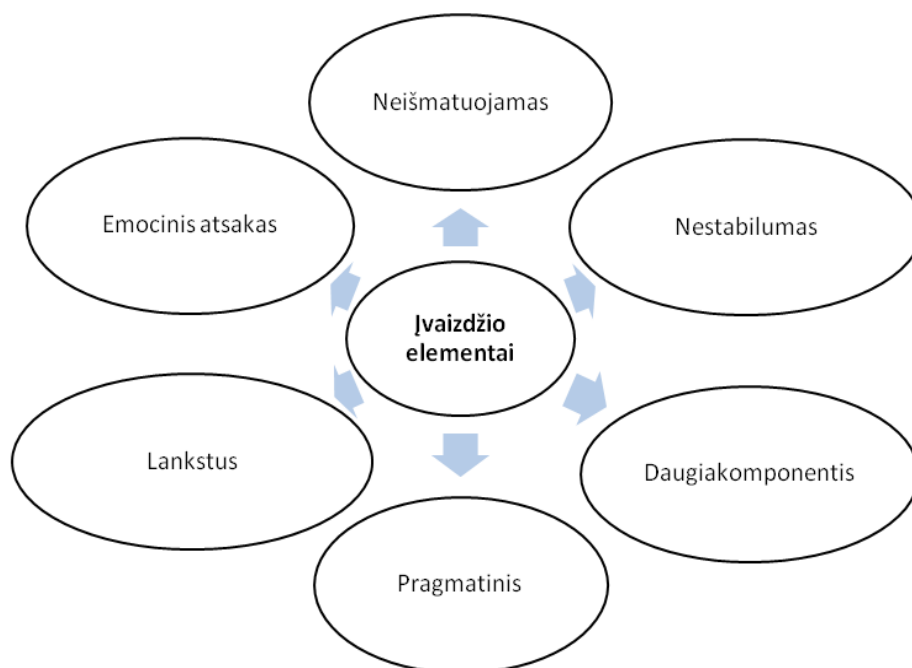 Neišmatuojamas
Emocinis atsakas
Nestabilumas
Įvaizdžio
elementai
Lankstus
Daugiakomponentis
Pragmatinis